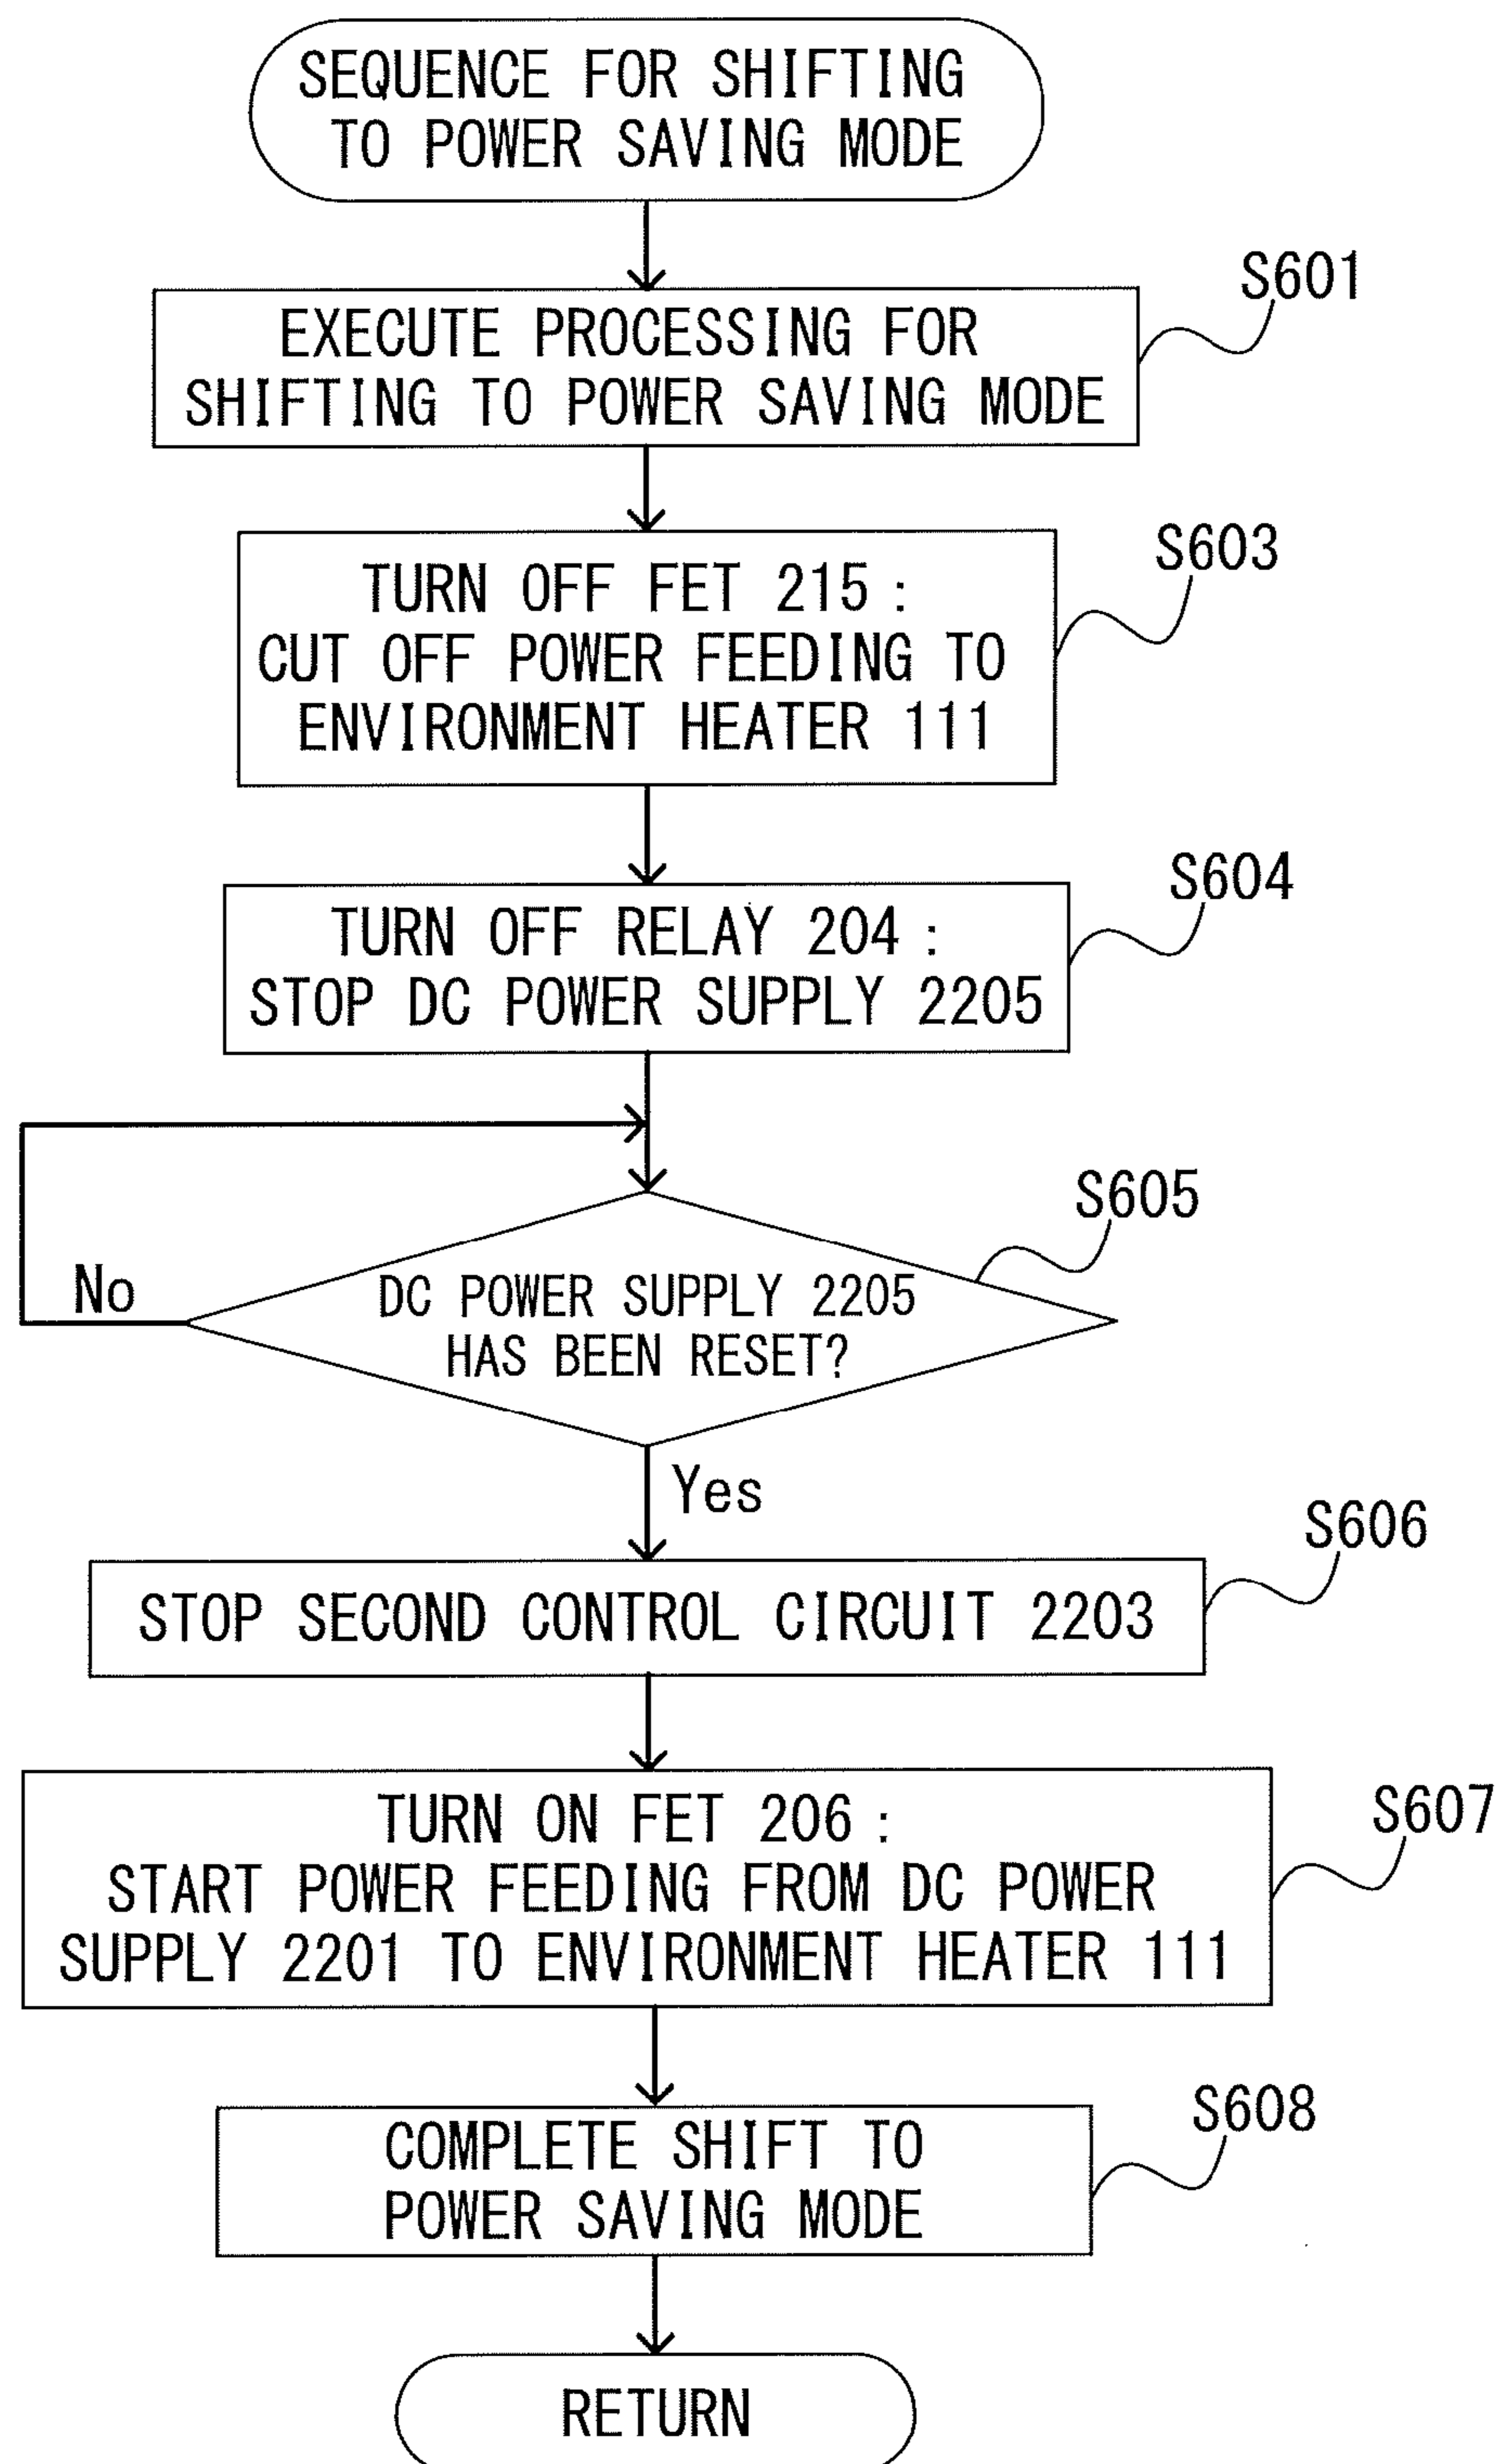 SEQUENCE FOR SHIFTING
TO POWER SAVING MODE
S601
EXECUTE PROCESSING FOR
SHIFTING TO POWER SAVING MODE
S603
TURN OFF FET 215 :
CUT OFF POWER FEEDING TO
ENVIRONMENT HEATER 111
S604
TURN OFF RELAY 204 :
STOP DC POWER SUPPLY 2205
S605
DC POWER SUPPLY 2205
HAS BEEN RESET?
No
Yes
S606
STOP SECOND CONTROL CIRCUIT 2203
S607
TURN ON FET 206 :
START POWER FEEDING FROM DC POWER
SUPPLY 2201 TO ENVIRONMENT HEATER 111
S608
COMPLETE SHIFT TO
POWER SAVING MODE
RETURN